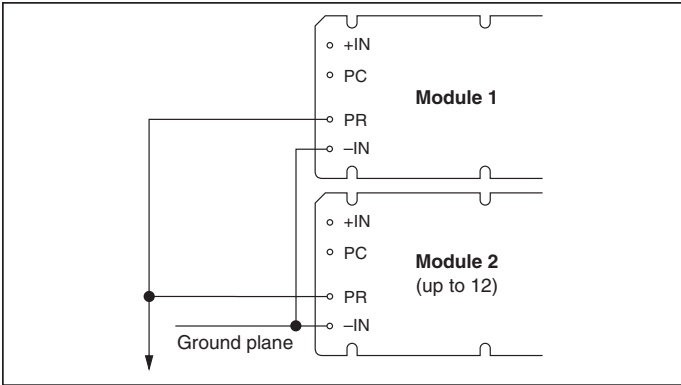 +IN
PC
Module 1
PR
–IN
+IN
PC
Module 2
(up to 12)
PR
–IN
Ground plane